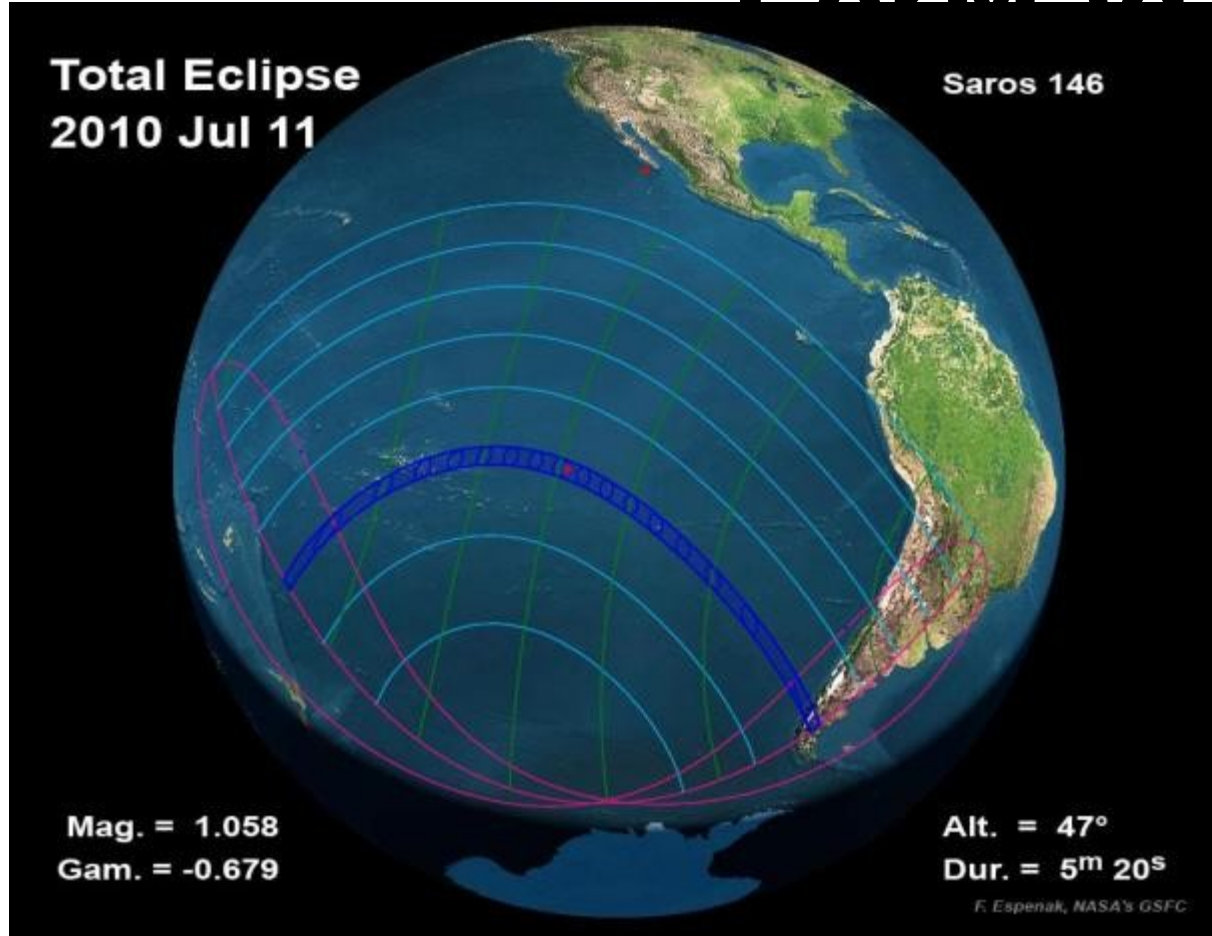 Total Eclipse
2010 Jul 11
Saros 146
Mag. = 1.058
Gam. = -0.679
Alt. = 47°
Dur. = 5m 20s
F. Espenak, NASA's GSFC